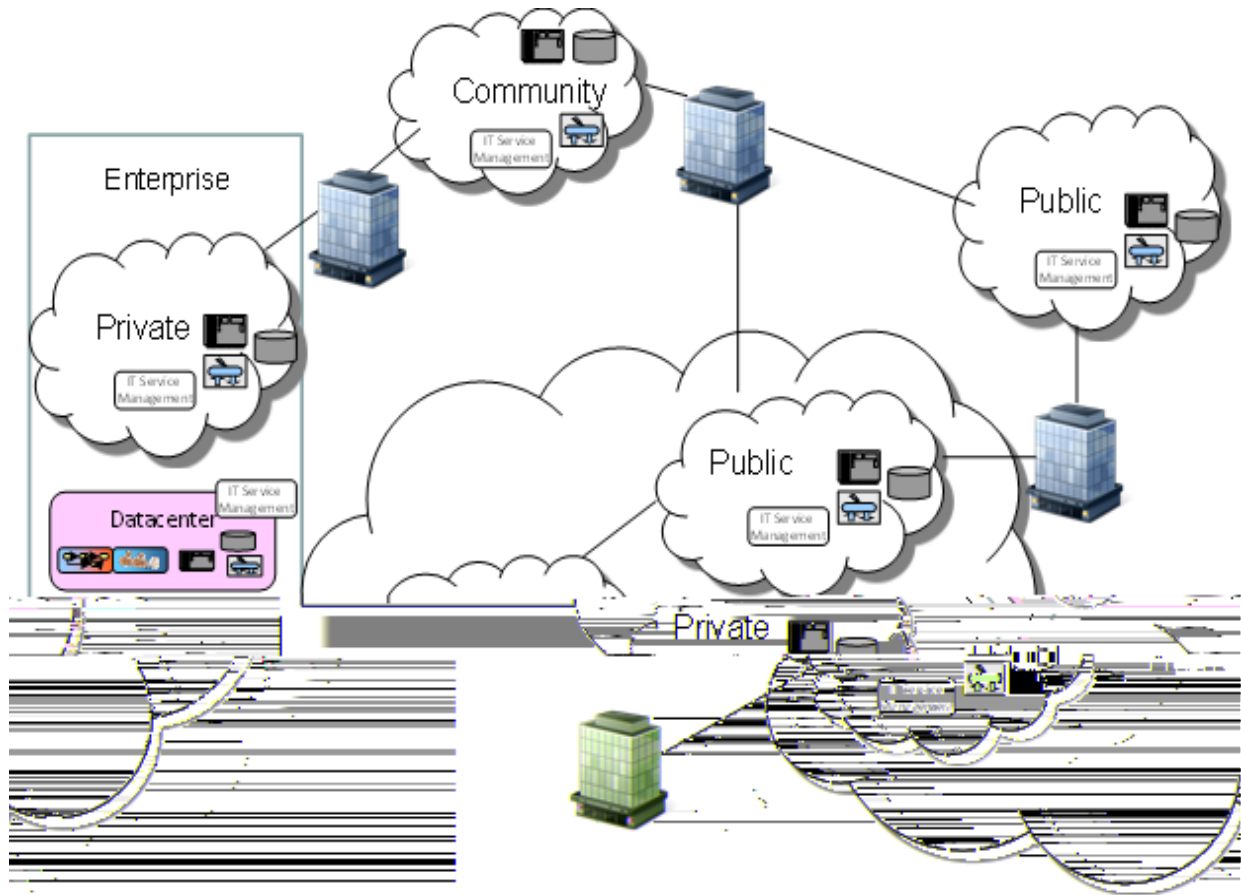 Community
IT Service
Management
Enterprise
Public
IT Service
Management
Private
IT Service
Management
Public
IT Service
Management
IT Service
Management
Datacenter
Private